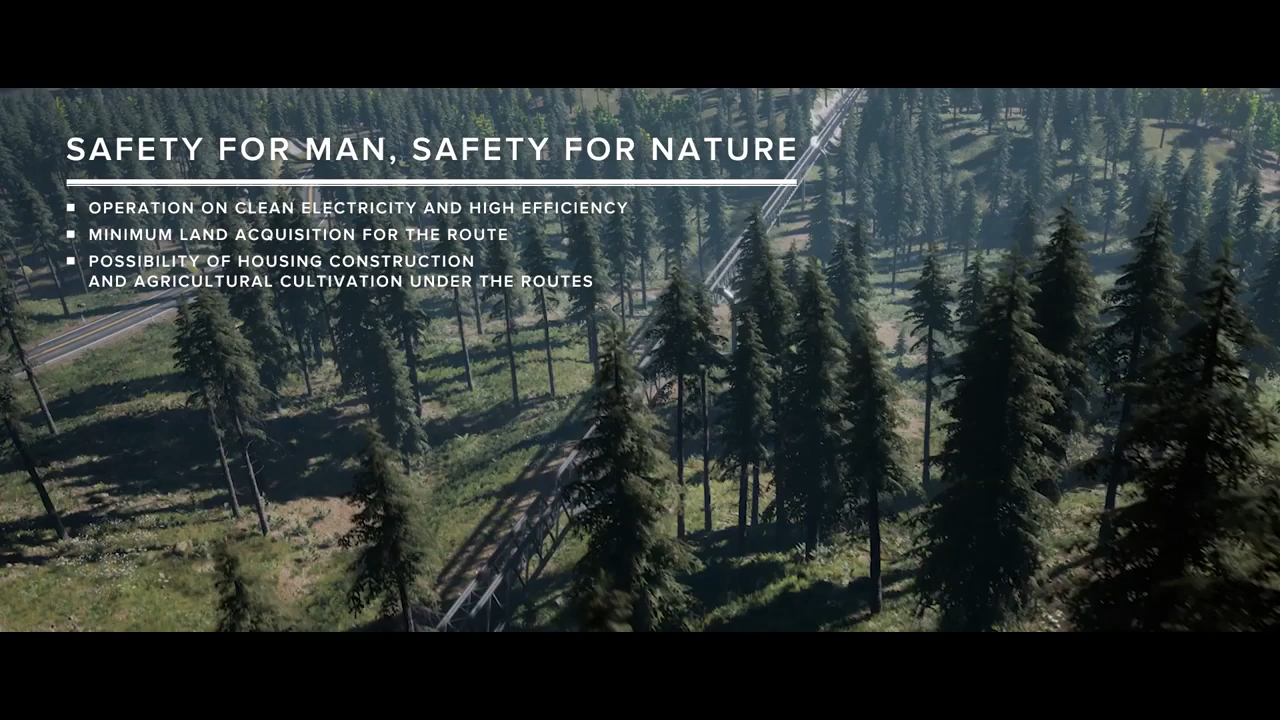 SAFETY FOR MAN, SAFETY FOR NATURE
OPERATION ON CLEAN ELECTRICITY AND HIGH EFFICIENCY
MINIMUM LAND ACQUISITION FOR THE ROUTE
POSSIBILITY OF HOUSING CONSTRUCTION
AND AGRICULTURAL CULTIVATION UNDER THE ROUTES